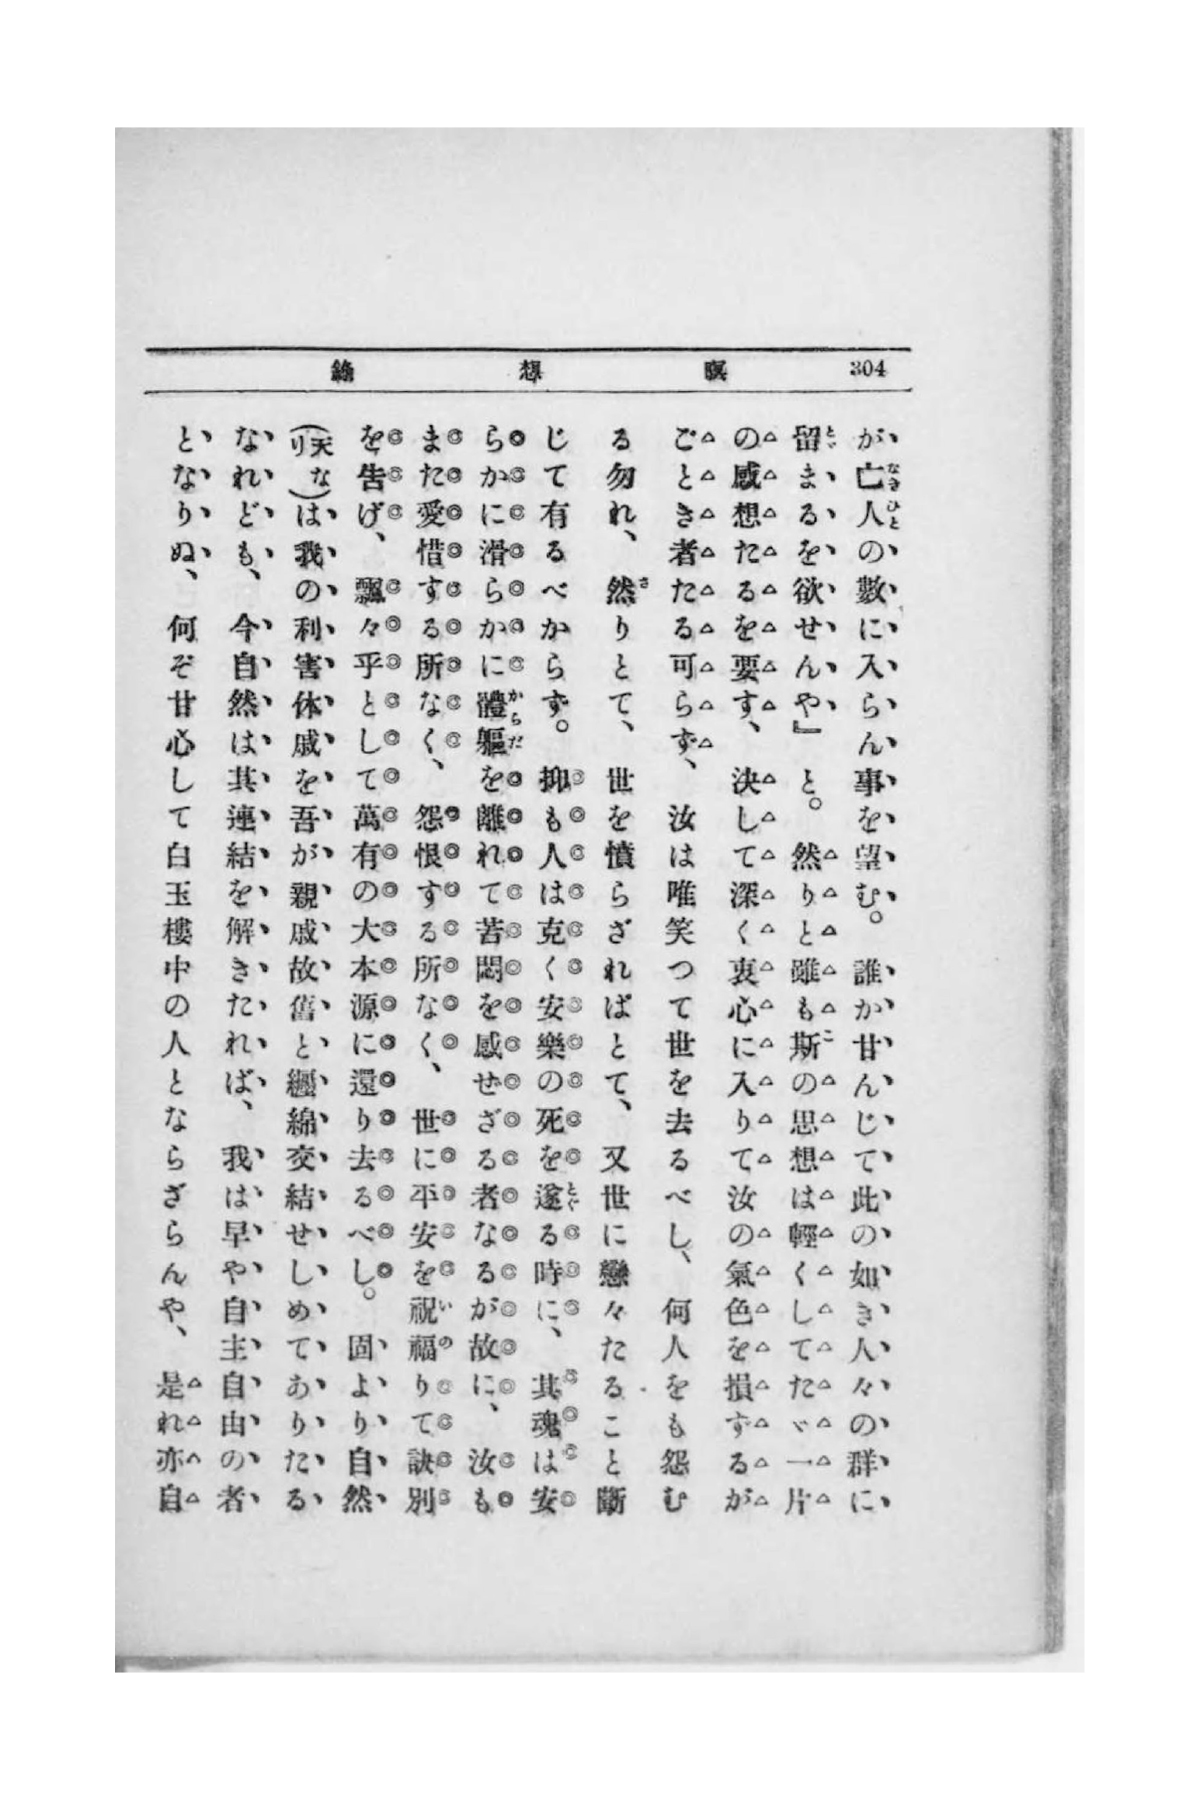 304 瞑想錄
が亡人の數に入らん事を望む。誰か甘んじて此の如き人々の群に
留まるを欲せんや』と。然りと雖も斯の思想は輕くしてたゞ一片
の感想たるを要す、決して深く衷心に入りて汝の氣色を損ずるが
ごとき者たる可らず、汝は唯笑つて世を去るべし、何人をも怨む
る勿れ、然りとて、世を憤らざればとて、又世に戀々たること斷
じて有るべからず。抑も人は克く安樂の死を遂る時に、其魂は安
らかに滑らかに體軀を離れて苦悶を感せざる者なるが故に、汝も
また愛惜する所なく、怨恨する所なく、世に平安を祝福りて訣別
を告げ、飄々乎として萬有の大本源に還り去るべし。固より自然
(天なり)は我の利害休戚を吾が親戚故舊と纒綿交結せしめてありたる
なれども、今自然は其連結を解きたれば、我は早や自主自由の者
となりぬ、何ぞ甘心して白玉樓中の人とならざらんや、是れ亦自